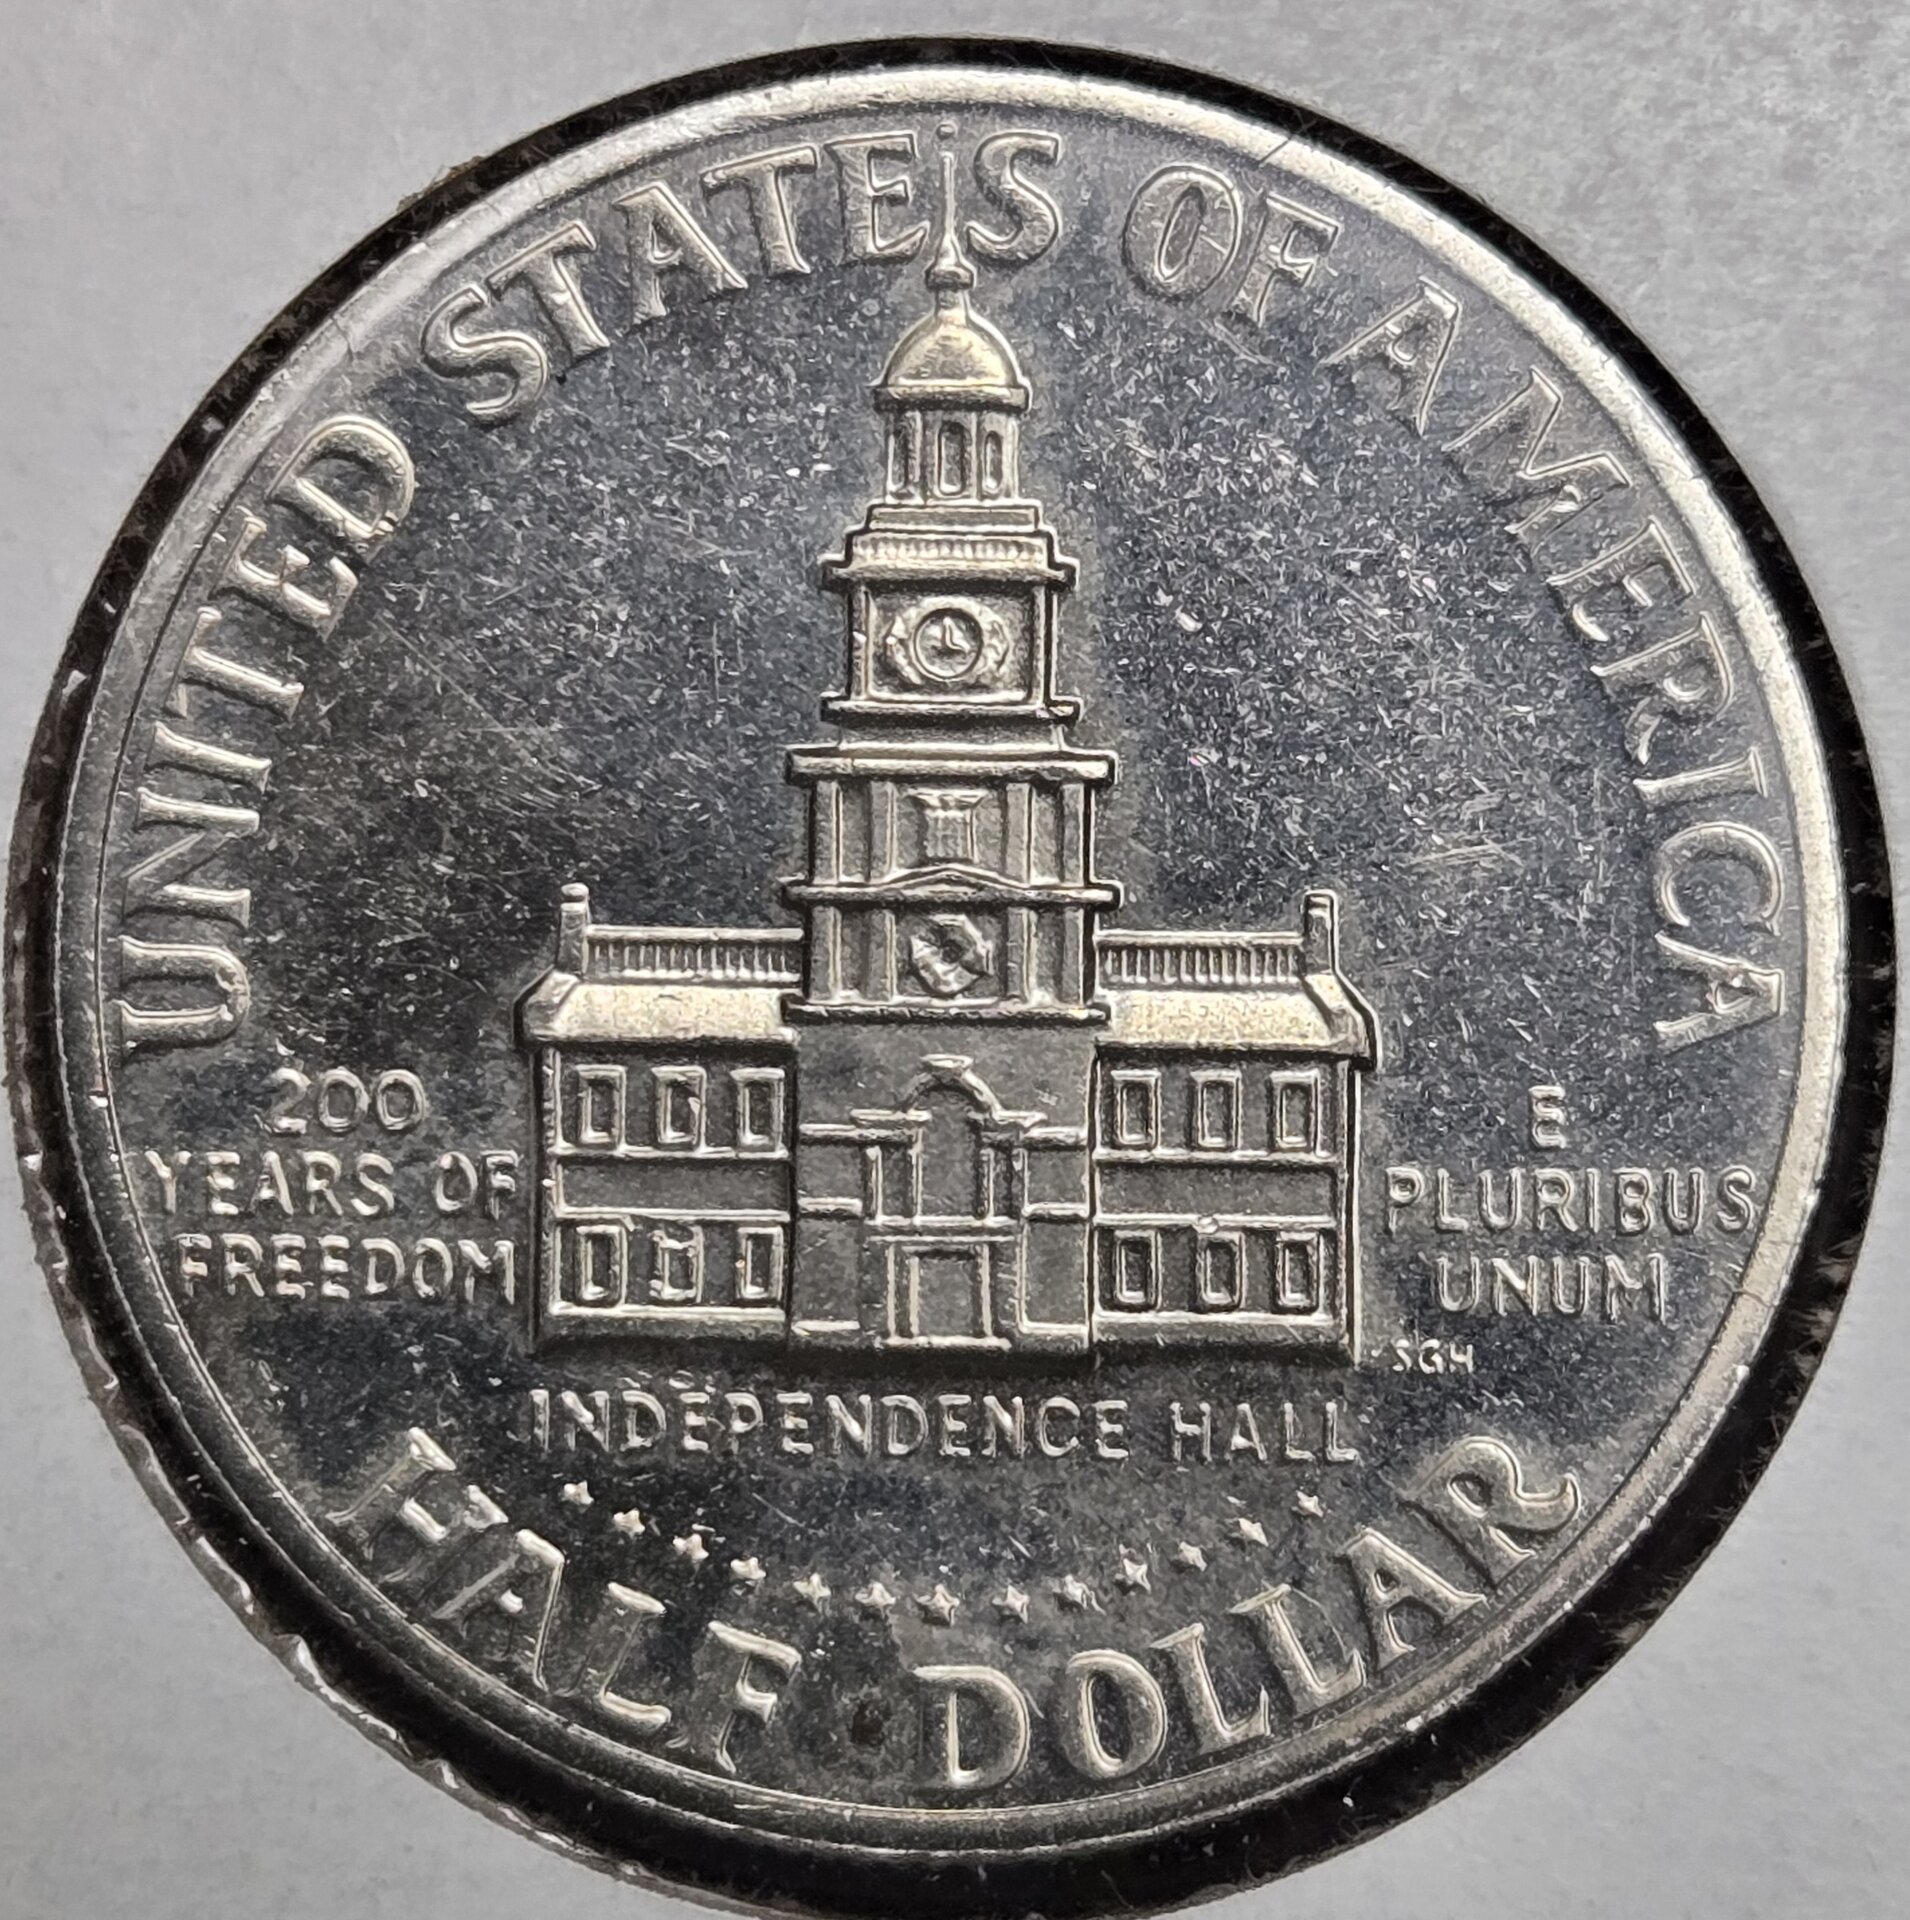 UNITED STATES OF AMERICA
200
YEARS OF
FREEDOM
E
PLURIBUS
UNUM
SGH
INDEPENDENCE HALL
HALF · DOLLAR